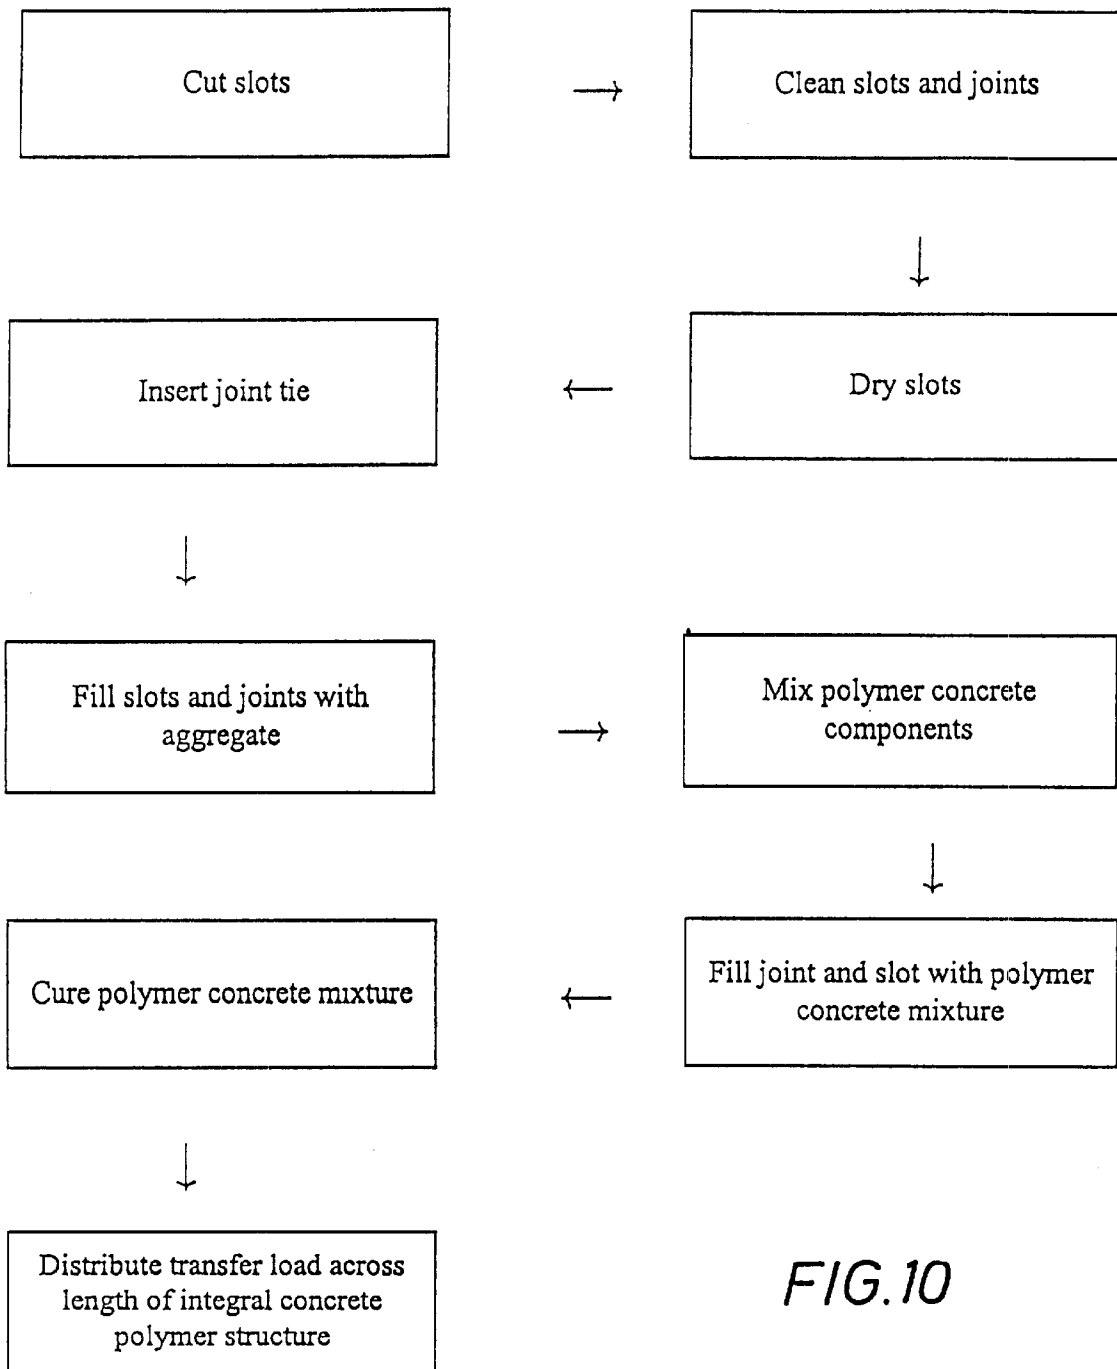 Cut slots
Clean slots and joints
Dry slots
Insert joint tie
Fill slots and joints with
aggregate
Mix polymer concrete
components
Fill joint and slot with polymer
concrete mixture
Cure polymer concrete mixture
Distribute transfer load across
length of integral concrete
polymer structure
FIG.10